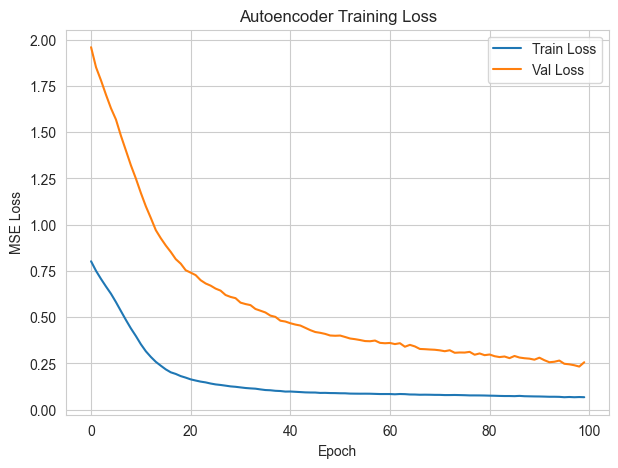 Autoencoder Training Loss
2.00
1.75
1.50
1.25
1.00
0.75
0.50
0.25
0.00
MSE Loss
Train Loss
Val Loss
0 20 40 60 80 100
Epoch